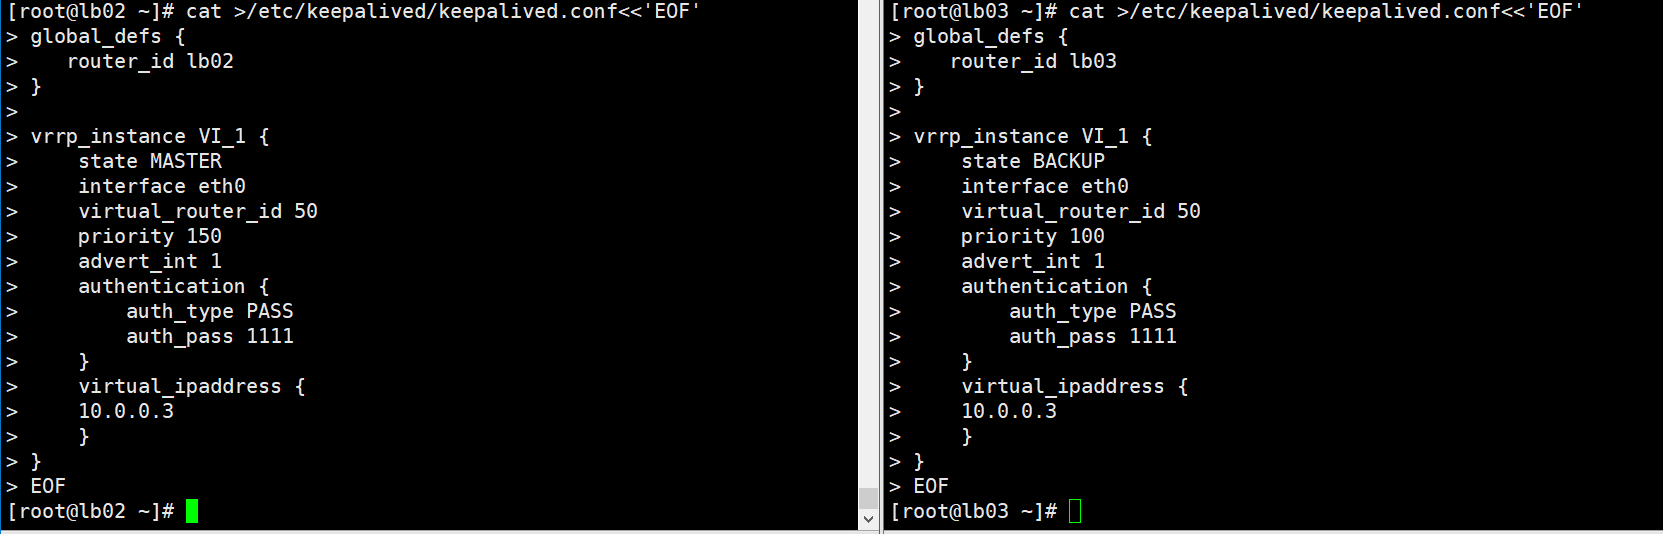 [root@lb02 ~]# cat >/etc/keepalived/keepalived.conf<<'EOF'
> global_defs {
>    router_id lb02
> }
>
> vrrp_instance VI_1 {
>     state MASTER
>     interface eth0
>     virtual_router_id 50
>     priority 150
>     advert_int 1
>     authentication {
>         auth_type PASS
>         auth_pass 1111
>     }
>     virtual_ipaddress {
>     10.0.0.3
>     }
> }
> EOF
[root@lb02 ~]#
[root@lb03 ~]# cat >/etc/keepalived/keepalived.conf<<'EOF'
> global_defs {
>    router_id lb03
> }
>
> vrrp_instance VI_1 {
>     state BACKUP
>     interface eth0
>     virtual_router_id 50
>     priority 100
>     advert_int 1
>     authentication {
>         auth_type PASS
>         auth_pass 1111
>     }
>     virtual_ipaddress {
>     10.0.0.3
>     }
> }
> EOF
[root@lb03 ~]#